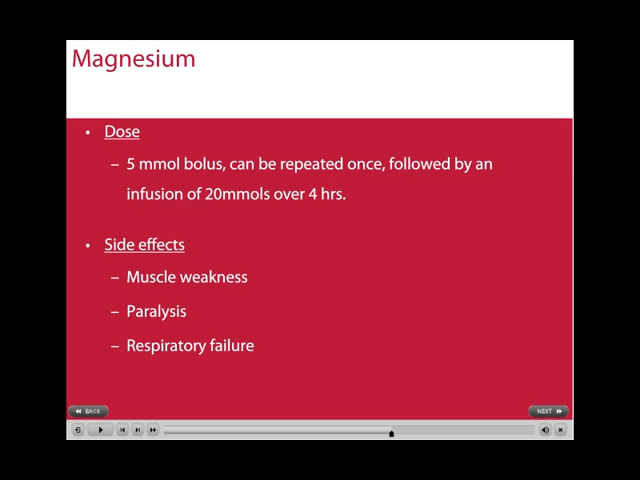 Magnesium
• Dose
– 5 mmol bolus, can be repeated once, followed by an
infusion of 20mmols over 4 hrs.
• Side effects
– Muscle weakness
– Paralysis
– Respiratory failure
BACK
NEXT